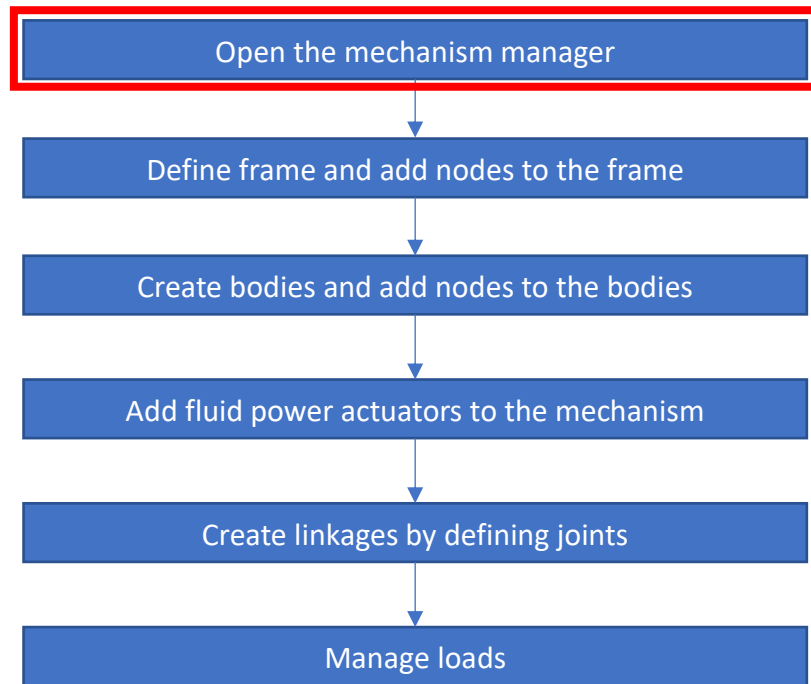 Open the mechanism manager
Define frame and add nodes to the frame
Create bodies and add nodes to the bodies
Add fluid power actuators to the mechanism
Create linkages by defining joints
Manage loads